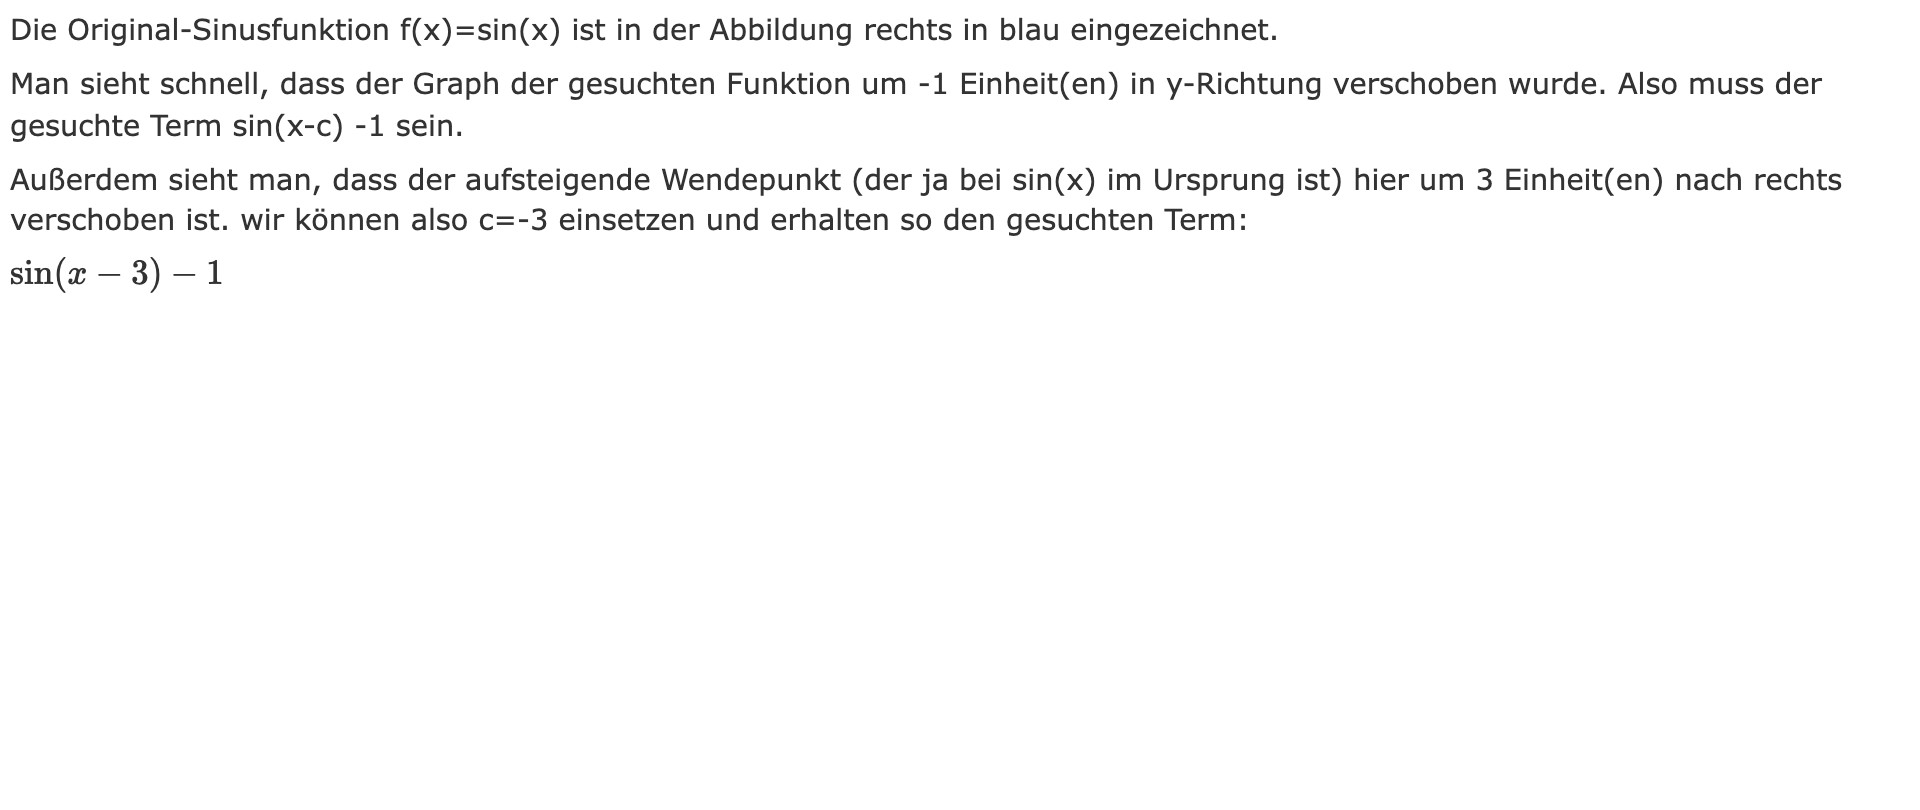 Die Original-Sinusfunktion f(x)=sin(x) ist in der Abbildung rechts in blau eingezeichnet.
Man sieht schnell, dass der Graph der gesuchten Funktion um -1 Einheit(en) in y-Richtung verschoben wurde. Also muss der
gesuchte Term sin(x-c) -1 sein.
Außerdem sieht man, dass der aufsteigende Wendepunkt (der ja bei sin(x) im Ursprung ist) hier um 3 Einheit(en) nach rechts
verschoben ist. wir können also c=-3 einsetzen und erhalten so den gesuchten Term:
sin(x − 3) − 1